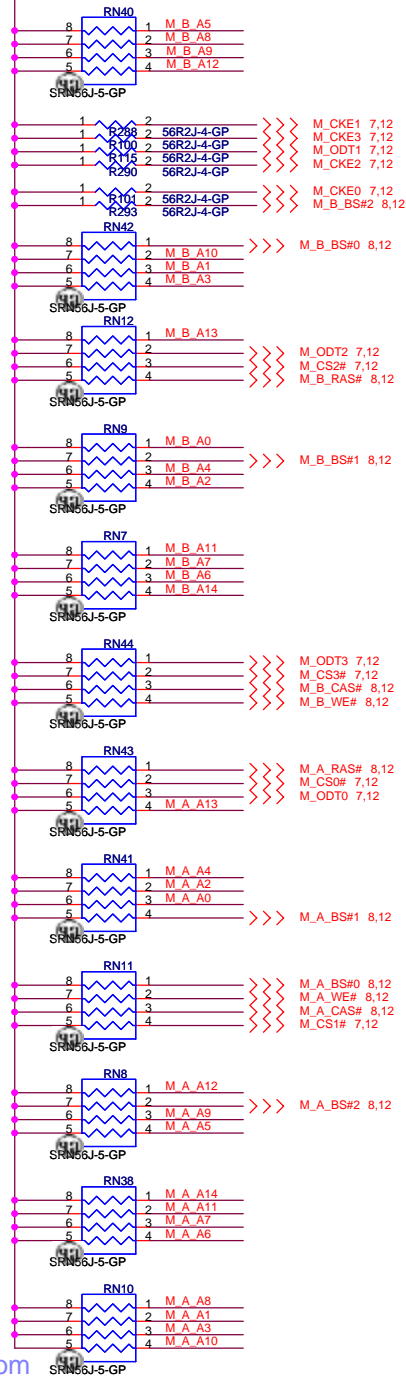 RN40
8 1 M_B_A5
7 2 M_B_A8
6 3 M_B_A9
5 4 M_B_A12
SRN56J-5-GP
1 2 M_CKE1 7,12
R288 56R2J-4-GP
1 2 M_CKE3 7,12
R100 56R2J-4-GP
1 2 M_ODT1 7,12
R115 56R2J-4-GP
1 2 M_CKE2 7,12
R290 56R2J-4-GP
1 2 M_CKE0 7,12
R101 56R2J-4-GP
1 2 M_B_BS#2 8,12
R293 56R2J-4-GP
RN42
8 1 M_B_BS#0 8,12
7 2 M_B_A10
6 3 M_B_A1
5 4 M_B_A3
SRN56J-5-GP
RN12
8 1 M_B_A13
7 2 M_ODT2 7,12
6 3 M_CS2# 7,12
5 4 M_B_RAS# 8,12
SRN56J-5-GP
RN9
8 1 M_B_A0
7 2 M_B_BS#1 8,12
6 3 M_B_A4
5 4 M_B_A2
SRN56J-5-GP
RN7
8 1 M_B_A11
7 2 M_B_A7
6 3 M_B_A6
5 4 M_B_A14
SRN56J-5-GP
RN44
8 1 M_ODT3 7,12
7 2 M_CS3# 7,12
6 3 M_B_CAS# 8,12
5 4 M_B_WE# 8,12
SRN56J-5-GP
RN43
8 1 M_A_RAS# 8,12
7 2 M_CS0# 7,12
6 3 M_ODT0 7,12
5 4 M_A_A13
SRN56J-5-GP
RN41
8 1 M_A_A4
7 2 M_A_A2
6 3 M_A_A0
5 4 M_A_BS#1 8,12
SRN56J-5-GP
RN11
8 1 M_A_BS#0 8,12
7 2 M_A_WE# 8,12
6 3 M_A_CAS# 8,12
5 4 M_CS1# 7,12
SRN56J-5-GP
RN8
8 1 M_A_A12
7 2 M_A_BS#2 8,12
6 3 M_A_A9
5 4 M_A_A5
SRN56J-5-GP
RN38
8 1 M_A_A14
7 2 M_A_A11
6 3 M_A_A7
5 4 M_A_A6
SRN56J-5-GP
RN10
8 1 M_A_A8
7 2 M_A_A1
6 3 M_A_A3
5 4 M_A_A10
SRN56J-5-GP
om